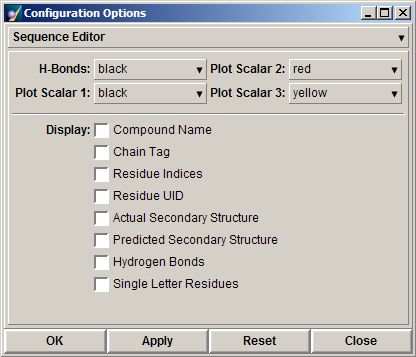 Configuration Options
Sequence Editor
H-Bonds: black Plot Scalar 2: red
Plot Scalar 1: black Plot Scalar 3: yellow
Display: Compound Name
Chain Tag
Residue Indices
Residue UID
Actual Secondary Structure
Predicted Secondary Structure
Hydrogen Bonds
Single Letter Residues
OK Apply Reset Close